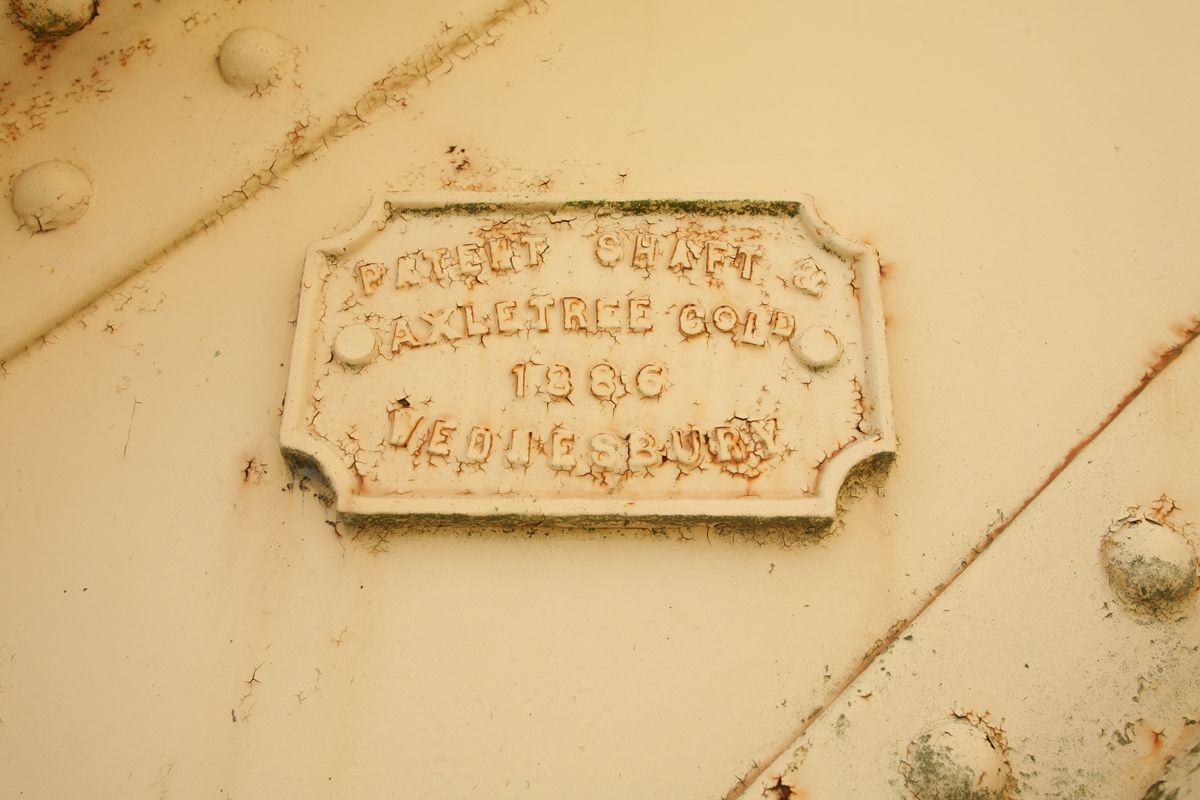 PATENT SHAFT &
AXLETREE COLD
1886
WEDNESBURY